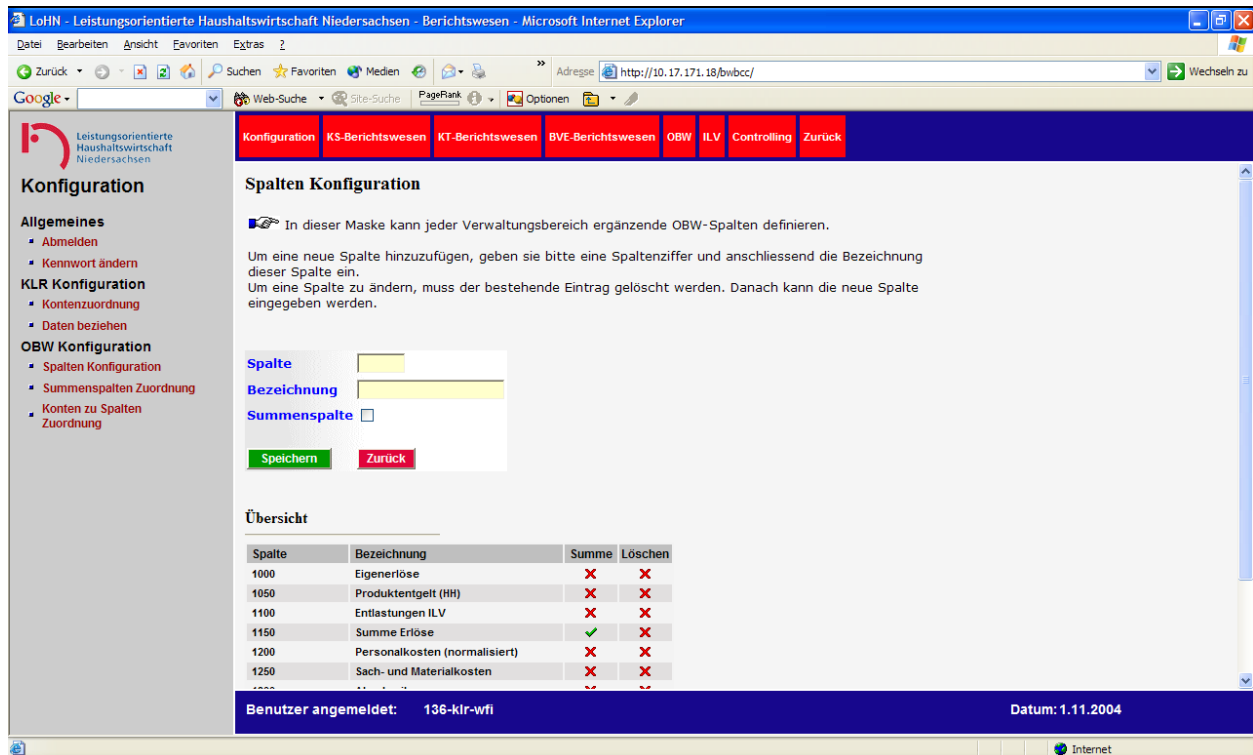 LoHN - Leistungsorientierte Haushaltswirtschaft Niedersachsen - Berichtswesen - Microsoft Internet Explorer
Datei Bearbeiten Ansicht Favoriten Extras ?
Zurück Suchen Favoriten Medien » Adresse http://10.17.171.18/bwbcc/ Wechseln zu
Google Web-Suche Site-Suche PageRank Optionen
Leistungsorientierte
Haushaltswirtschaft
Niedersachsen
Konfiguration KS-Berichtswesen KT-Berichtswesen BVE-Berichtswesen OBW ILV Controlling Zurück
Konfiguration
Allgemeines
Abmelden
Kennwort ändern
KLR Konfiguration
Kontenzuordnung
Daten beziehen
OBW Konfiguration
Spalten Konfiguration
Summenspalten Zuordnung
Konten zu Spalten
Zuordnung
Spalten Konfiguration
In dieser Maske kann jeder Verwaltungsbereich ergänzende OBW-Spalten definieren.
Um eine neue Spalte hinzuzufügen, geben sie bitte eine Spaltenziffer und anschliessend die Bezeichnung
dieser Spalte ein.
Um eine Spalte zu ändern, muss der bestehende Eintrag gelöscht werden. Danach kann die neue Spalte
eingegeben werden.
Spalte
Bezeichnung
Summenspalte
Speichern Zurück
Übersicht
Spalte Bezeichnung Summe Löschen
1000 Eigenerlöse
1050 Produktentgelt (HH)
1100 Entlastungen ILV
1150 Summe Erlöse
1200 Personalkosten (normalisiert)
1250 Sach- und Materialkosten
Benutzer angemeldet: 136-klr-wfi Datum: 1.11.2004
Internet